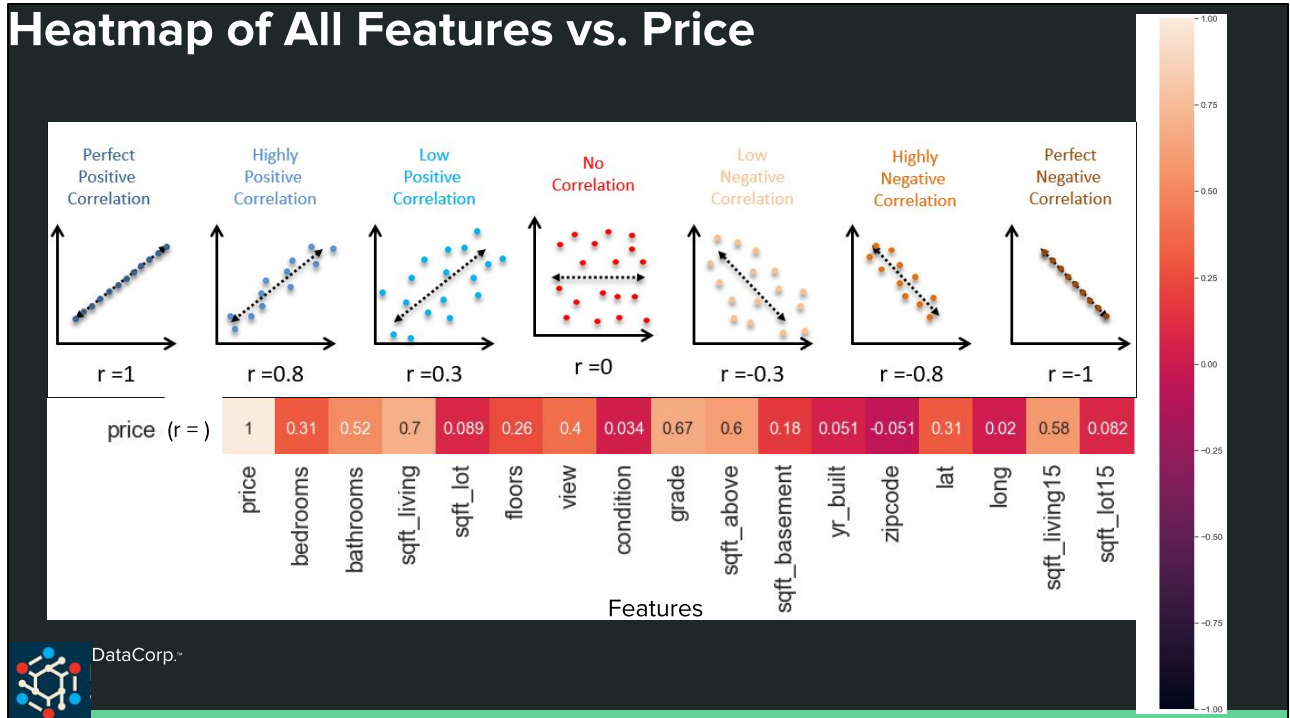 Heatmap of All Features vs. Price
Perfect
Positive
Correlation
Highly
Positive
Correlation
Low
Positive
Correlation
No
Correlation
Low
Negative
Correlation
Highly
Negative
Correlation
Perfect
Negative
Correlation
r =1
r =0.8
r =0.3
r =0
r =-0.3
r =-0.8
r =-1
price (r = ) 1 0.31 0.52 0.7 0.089 0.26 0.4 0.034 0.67 0.6 0.18 0.051 -0.051 0.31 0.02 0.58 0.082
price
bedrooms
bathrooms
sqft_living
sqft_lot
floors
view
condition
grade
sqft_above
sqft_basement
yr_built
zipcode
lat
long
sqft_living15
sqft_lot15
Features
1.00
0.75
0.50
0.25
0.00
-0.25
-0.50
-0.75
-1.00
DataCorp.™